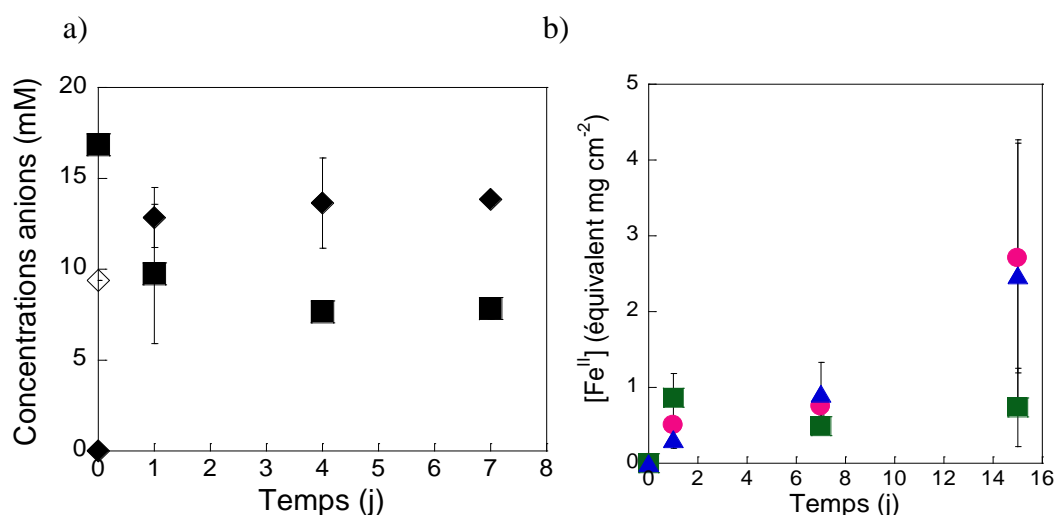 a)
b)
Concentrations anions (mM)
20
15
10
5
0
0 1 2 3 4 5 6 7 8
Temps (j)
[Fe^II] (équivalent mg cm^-2)
5
4
3
2
1
0
0 2 4 6 8 10 12 14 16
Temps (j)